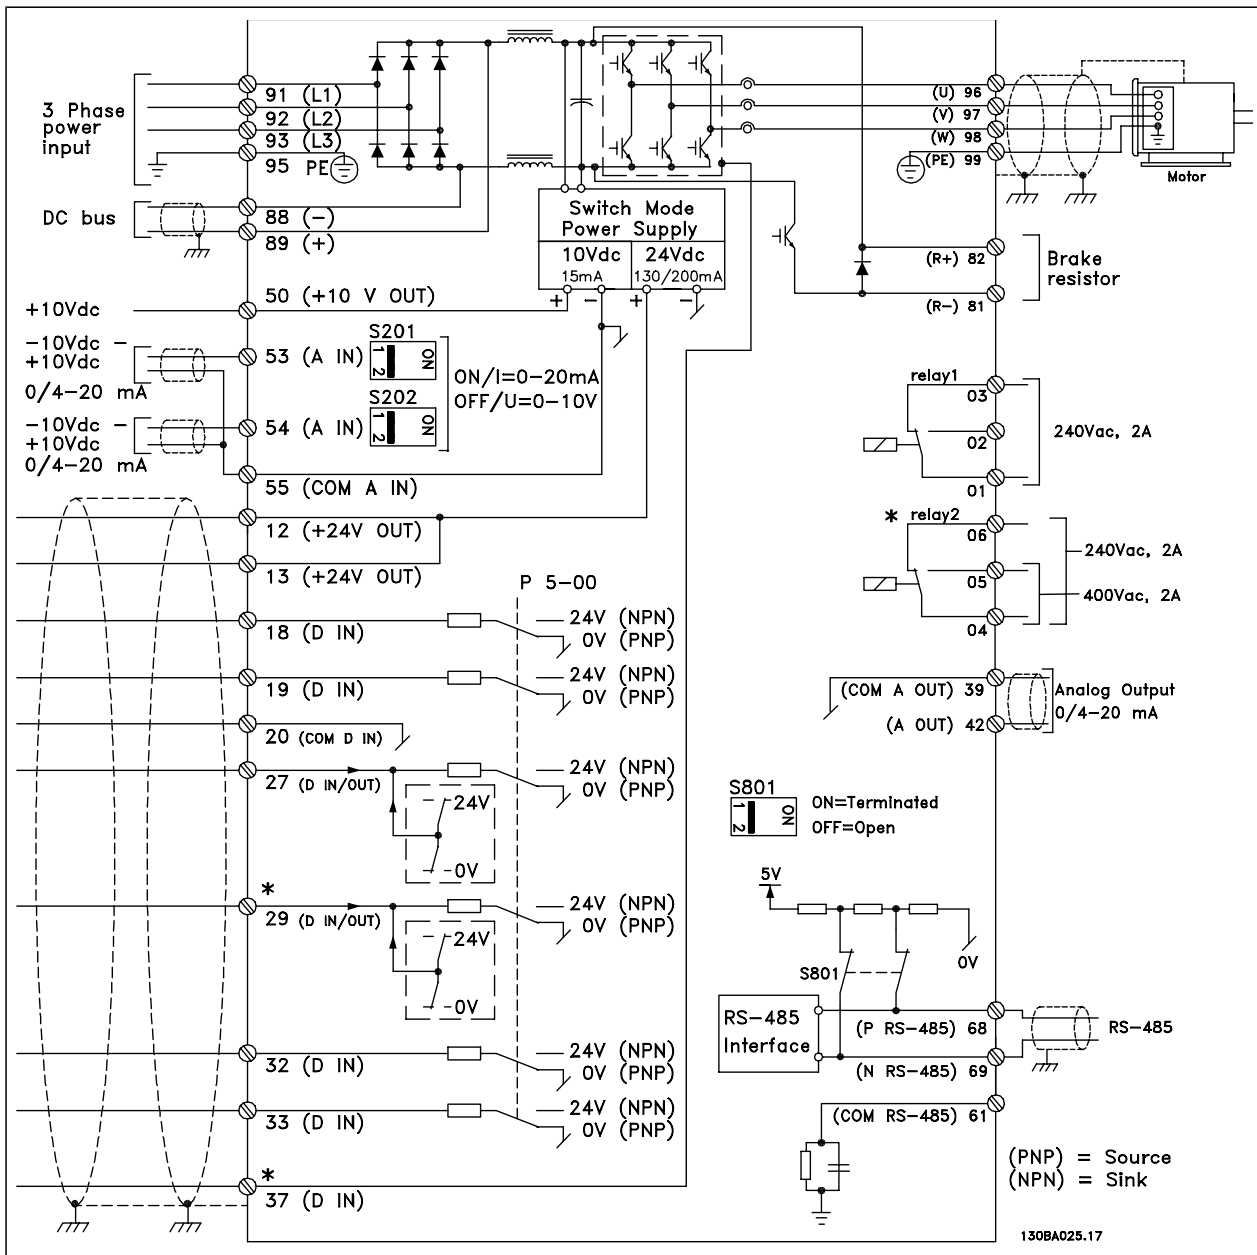 3 Phase
power
input
91 (L1)
92 (L2)
93 (L3)
95 PE
DC bus
88 (-)
89 (+)
Switch Mode
Power Supply
10Vdc
15mA
24Vdc
130/200mA
+ - + -
(U) 96
(V) 97
(W) 98
(PE) 99
Motor
(R+) 82
(R-) 81
Brake
resistor
+10Vdc
50 (+10 V OUT)
-10Vdc -
+10Vdc
0/4-20 mA
53 (A IN)
S201
1 2
ON
ON/I=0-20mA
OFF/U=0-10V
S202
1 2
ON
-10Vdc -
+10Vdc
0/4-20 mA
54 (A IN)
55 (COM A IN)
12 (+24V OUT)
13 (+24V OUT)
relay1
03
02
01
240Vac, 2A
* relay2
06
05
04
240Vac, 2A
400Vac, 2A
P 5-00
18 (D IN)
24V (NPN)
0V (PNP)
19 (D IN)
24V (NPN)
0V (PNP)
20 (COM D IN)
27 (D IN/OUT)
24V (NPN)
0V (PNP)
24V
0V
*
29 (D IN/OUT)
24V (NPN)
0V (PNP)
24V
0V
32 (D IN)
24V (NPN)
0V (PNP)
33 (D IN)
24V (NPN)
0V (PNP)
*
37 (D IN)
(COM A OUT) 39
(A OUT) 42
Analog Output
0/4-20 mA
S801
1 2
ON
ON=Terminated
OFF=Open
5V
S801
0V
RS-485
Interface
(P RS-485) 68
(N RS-485) 69
RS-485
(COM RS-485) 61
(PNP) = Source
(NPN) = Sink
130BA025.17